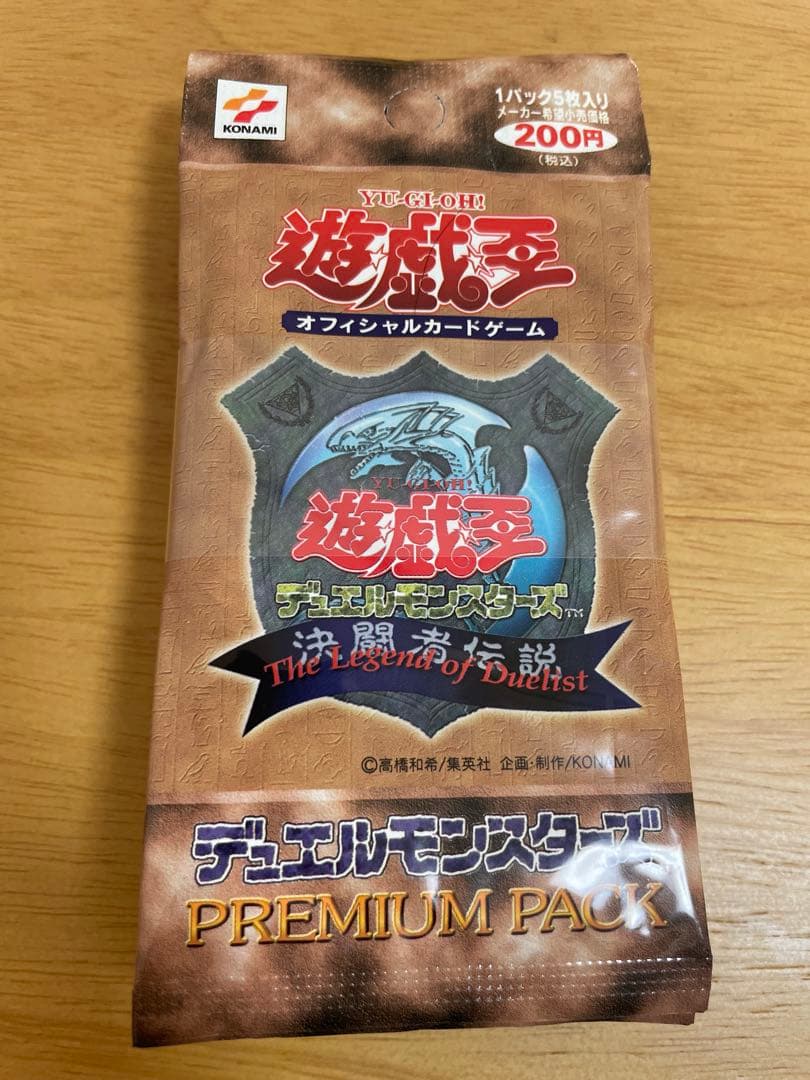 KONAMI
1パック5枚入り
メーカー希望小売価格
200円
(税込)
YU-GI-OH!
遊戯王
オフィシャルカードゲーム
YU-GI-OH!
遊戯王
デュエルモンスターズ™
決闘者伝説
The Legend of Duelist
©高橋和希/集英社 企画・制作/KONAMI
デュエルモンスターズ
PREMIUM PACK